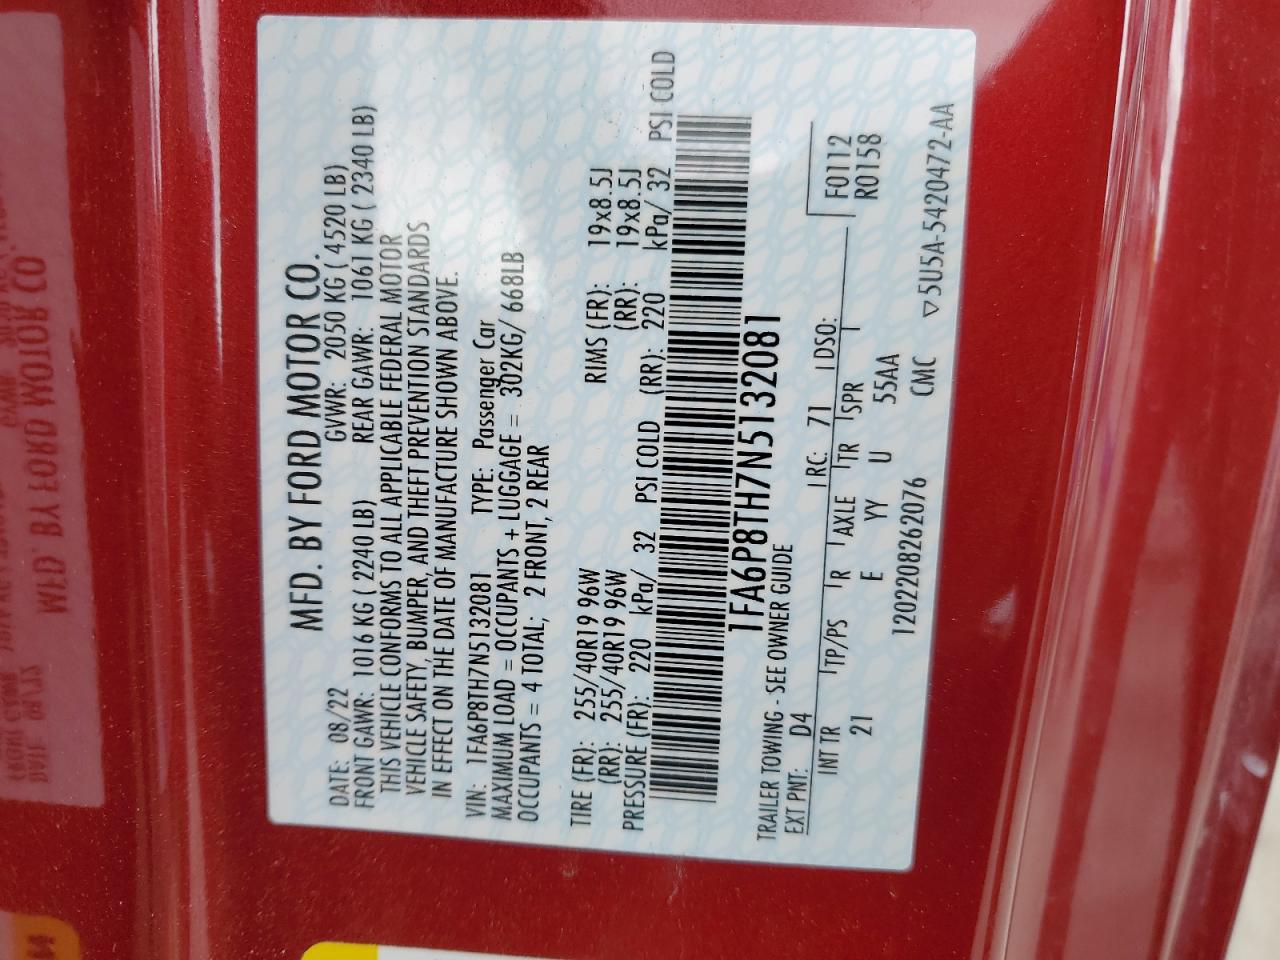 MFD. BY FORD MOTOR CO.
DATE: 08/22 GVWR: 2050 KG ( 4520 LB)
FRONT GAWR: 1016 KG ( 2240 LB) REAR GAWR: 1061 KG ( 2340 LB)
THIS VEHICLE CONFORMS TO ALL APPLICABLE FEDERAL MOTOR
VEHICLE SAFETY, BUMPER, AND THEFT PREVENTION STANDARDS
IN EFFECT ON THE DATE OF MANUFACTURE SHOWN ABOVE.
VIN: 1FA6P8TH7N5132081 TYPE: Passenger Car
MAXIMUM LOAD = OCCUPANTS + LUGGAGE = 302KG/ 668LB
OCCUPANTS = 4 TOTAL; 2 FRONT, 2 REAR
TIRE (FR): 255/40R19 96W RIMS (FR): 19x8.5J
(RR): 255/40R19 96W (RR): 19x8.5J
PRESSURE (FR): 220 kPa/ 32 PSI COLD (RR): 220 kPa/ 32 PSI COLD
1FA6P8TH7N5132081
TRAILER TOWING - SEE OWNER GUIDE
EXT PNT: D4 RC: 71 DSO: F0112
INT TR TP/PS R AXLE TR SPR R0158
21 E YY U 55AA
12022082620​76 CMC ▽5U5A-5420472-AA
MFD. BY FORD MOTOR CO.